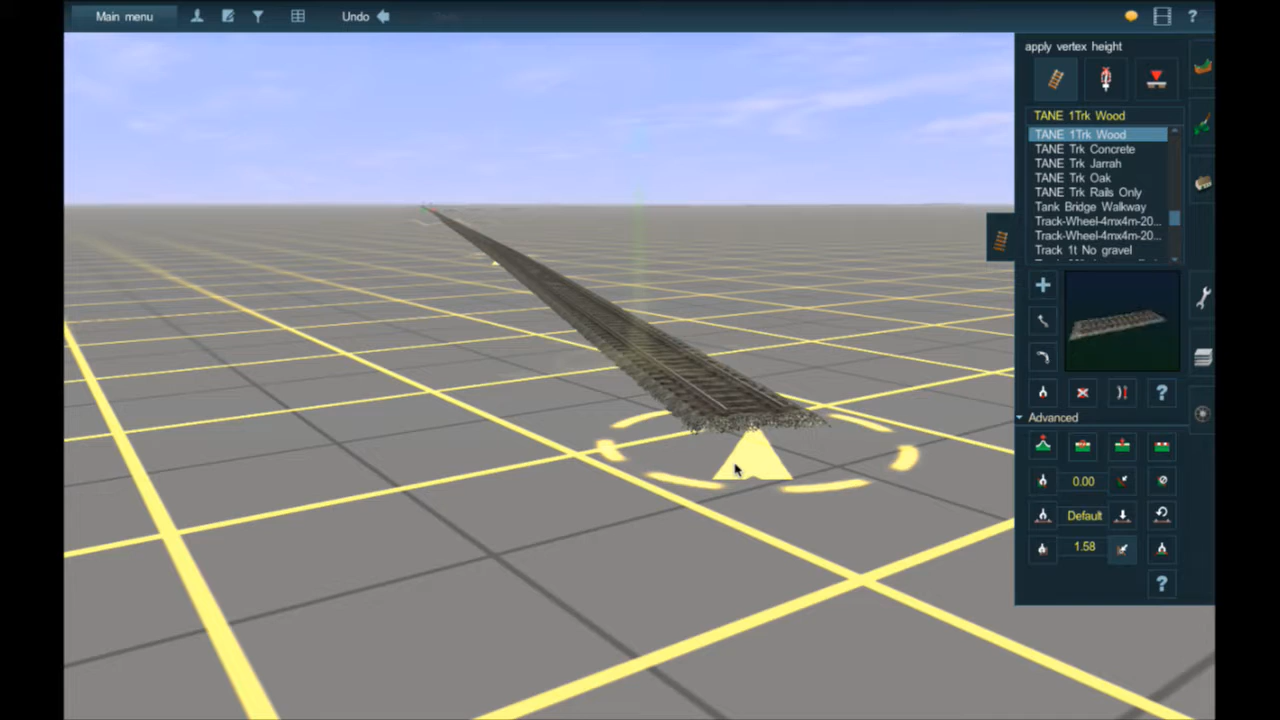 Main menu
Undo
?
apply vertex height
TANE 1Trk Wood
TANE 1Trk Wood
TANE Trk Concrete
TANE Trk Jarrah
TANE Trk Oak
TANE Trk Rails Only
Tank Bridge Walkway
Track-Wheel-4mx4m-20...
Track-Wheel-4mx4m-20...
Track 1t No gravel
?
Advanced
0.00
Default
1.58
?